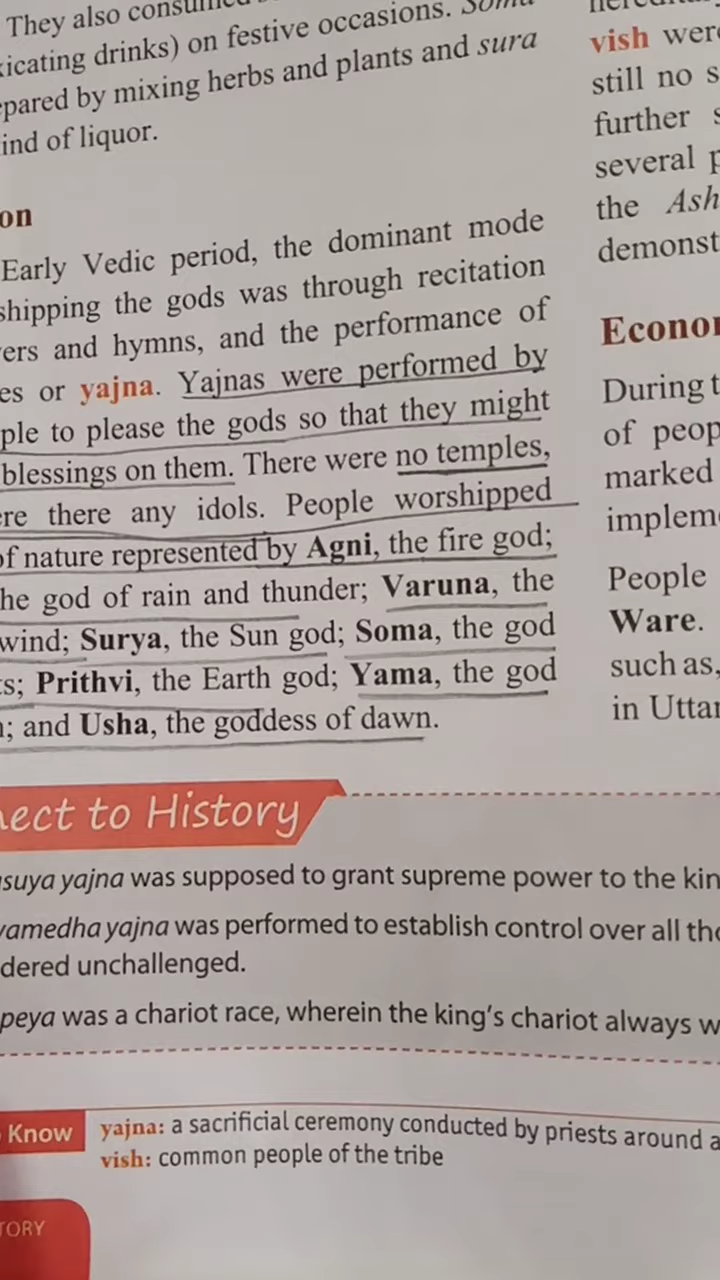 They also consumed
xicating drinks) on festive occasions. Soma
pared by mixing herbs and plants and sura
ind of liquor.
on
Early Vedic period, the dominant mode
shipping the gods was through recitation
ers and hymns, and the performance of
es or yajna. Yajnas were performed by
ple to please the gods so that they might
blessings on them. There were no temples,
re there any idols. People worshipped
of nature represented by Agni, the fire god;
he god of rain and thunder; Varuna, the
wind; Surya, the Sun god; Soma, the god
s; Prithvi, the Earth god; Yama, the god
; and Usha, the goddess of dawn.
vish were
still no s
further s
several p
the Ash
demonst
Econo
During t
of peop
marked
implem
People
Ware.
such as,
in Uttar
nect to History
suya yajna was supposed to grant supreme power to the kin
vamedha yajna was performed to establish control over all tho
dered unchallenged.
peya was a chariot race, wherein the king's chariot always w
Know
yajna: a sacrificial ceremony conducted by priests around a
vish: common people of the tribe
TORY